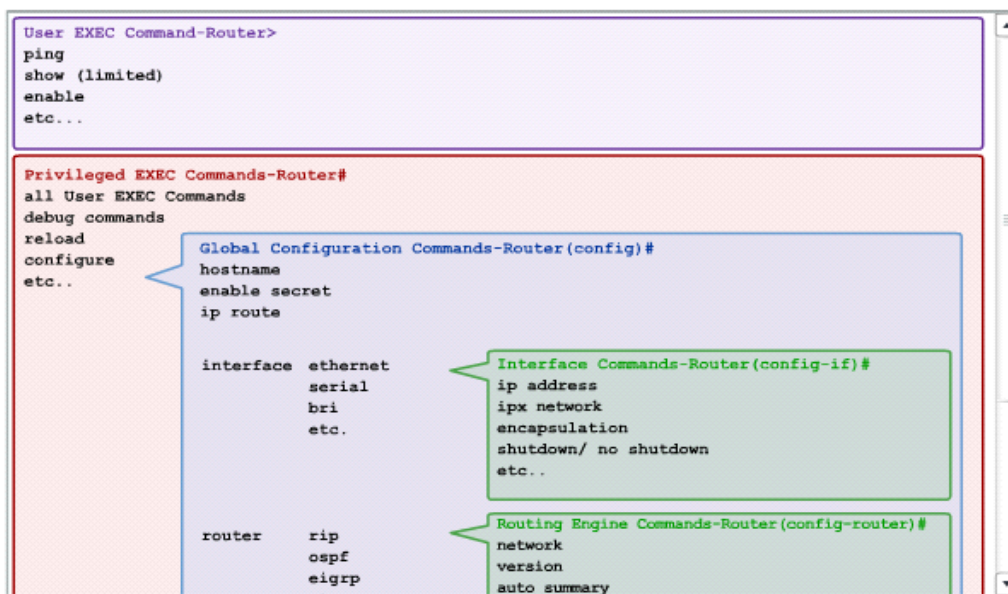 User EXEC Command-Router>
ping
show (limited)
enable
etc...
Privileged EXEC Commands-Router#
all User EXEC Commands
debug commands
reload
configure
etc..
Global Configuration Commands-Router(config)#
hostname
enable secret
ip route
interface ethernet
serial
bri
etc.
Interface Commands-Router(config-if)#
ip address
ipx network
encapsulation
shutdown/ no shutdown
etc..
router rip
ospf
eigrp
Routing Engine Commands-Router(config-router)#
network
version
auto summary